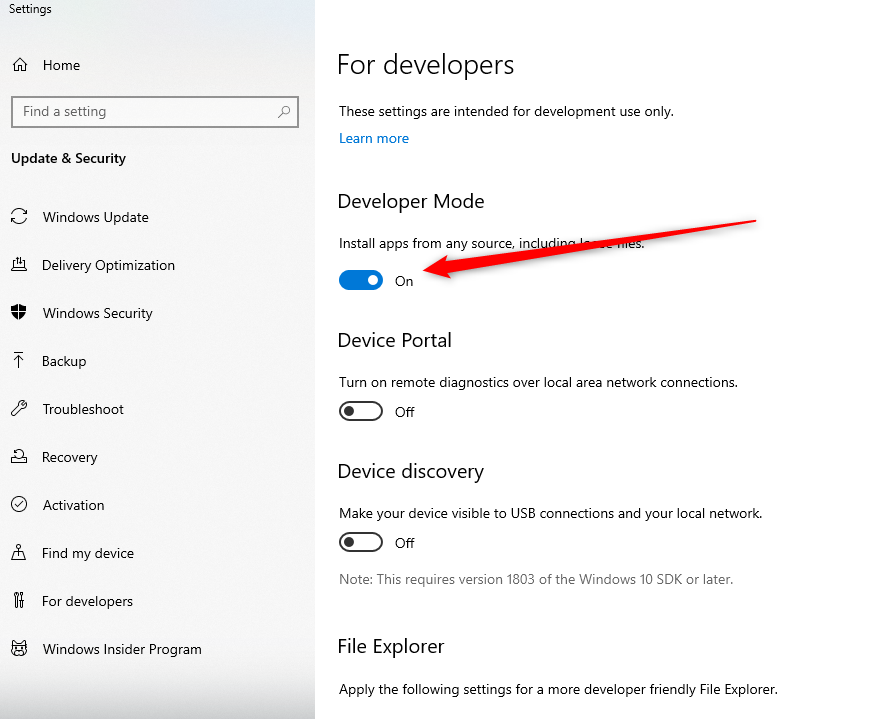 Settings
Home
Find a setting
Update & Security
Windows Update
Delivery Optimization
Windows Security
Backup
Troubleshoot
Recovery
Activation
Find my device
For developers
Windows Insider Program
For developers
These settings are intended for development use only.
Learn more
Developer Mode
Install apps from any source, including loose files.
On
Device Portal
Turn on remote diagnostics over local area network connections.
Off
Device discovery
Make your device visible to USB connections and your local network.
Off
Note: This requires version 1803 of the Windows 10 SDK or later.
File Explorer
Apply the following settings for a more developer friendly File Explorer.